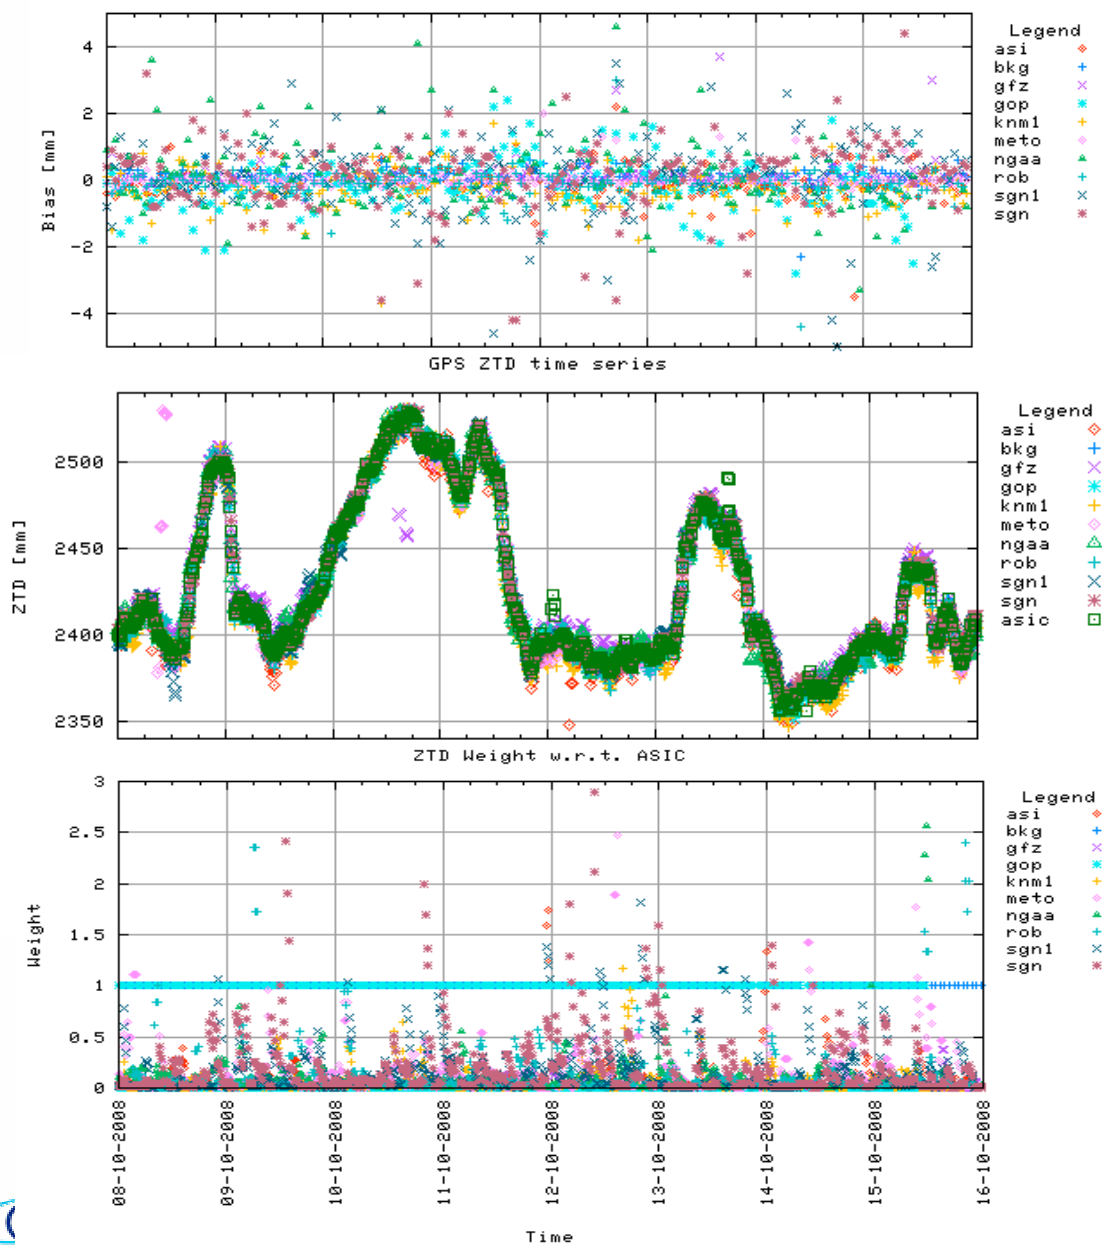 4
2
0
-2
-4
Bias [mm]
Legend
asi
bkg
gfz
gop
knm1
meto
ngaa
rob
sgn1
sgn
GPS ZTD time series
2500
2450
2400
2350
ZTD [mm]
Legend
asi
bkg
gfz
gop
knm1
meto
ngaa
rob
sgn1
sgn
asic
ZTD Weight w.r.t. ASIC
3
2.5
2
1.5
1
0.5
0
Weight
Legend
asi
bkg
gfz
gop
knm1
meto
ngaa
rob
sgn1
sgn
08-10-2008
09-10-2008
10-10-2008
11-10-2008
12-10-2008
13-10-2008
14-10-2008
15-10-2008
16-10-2008
Time